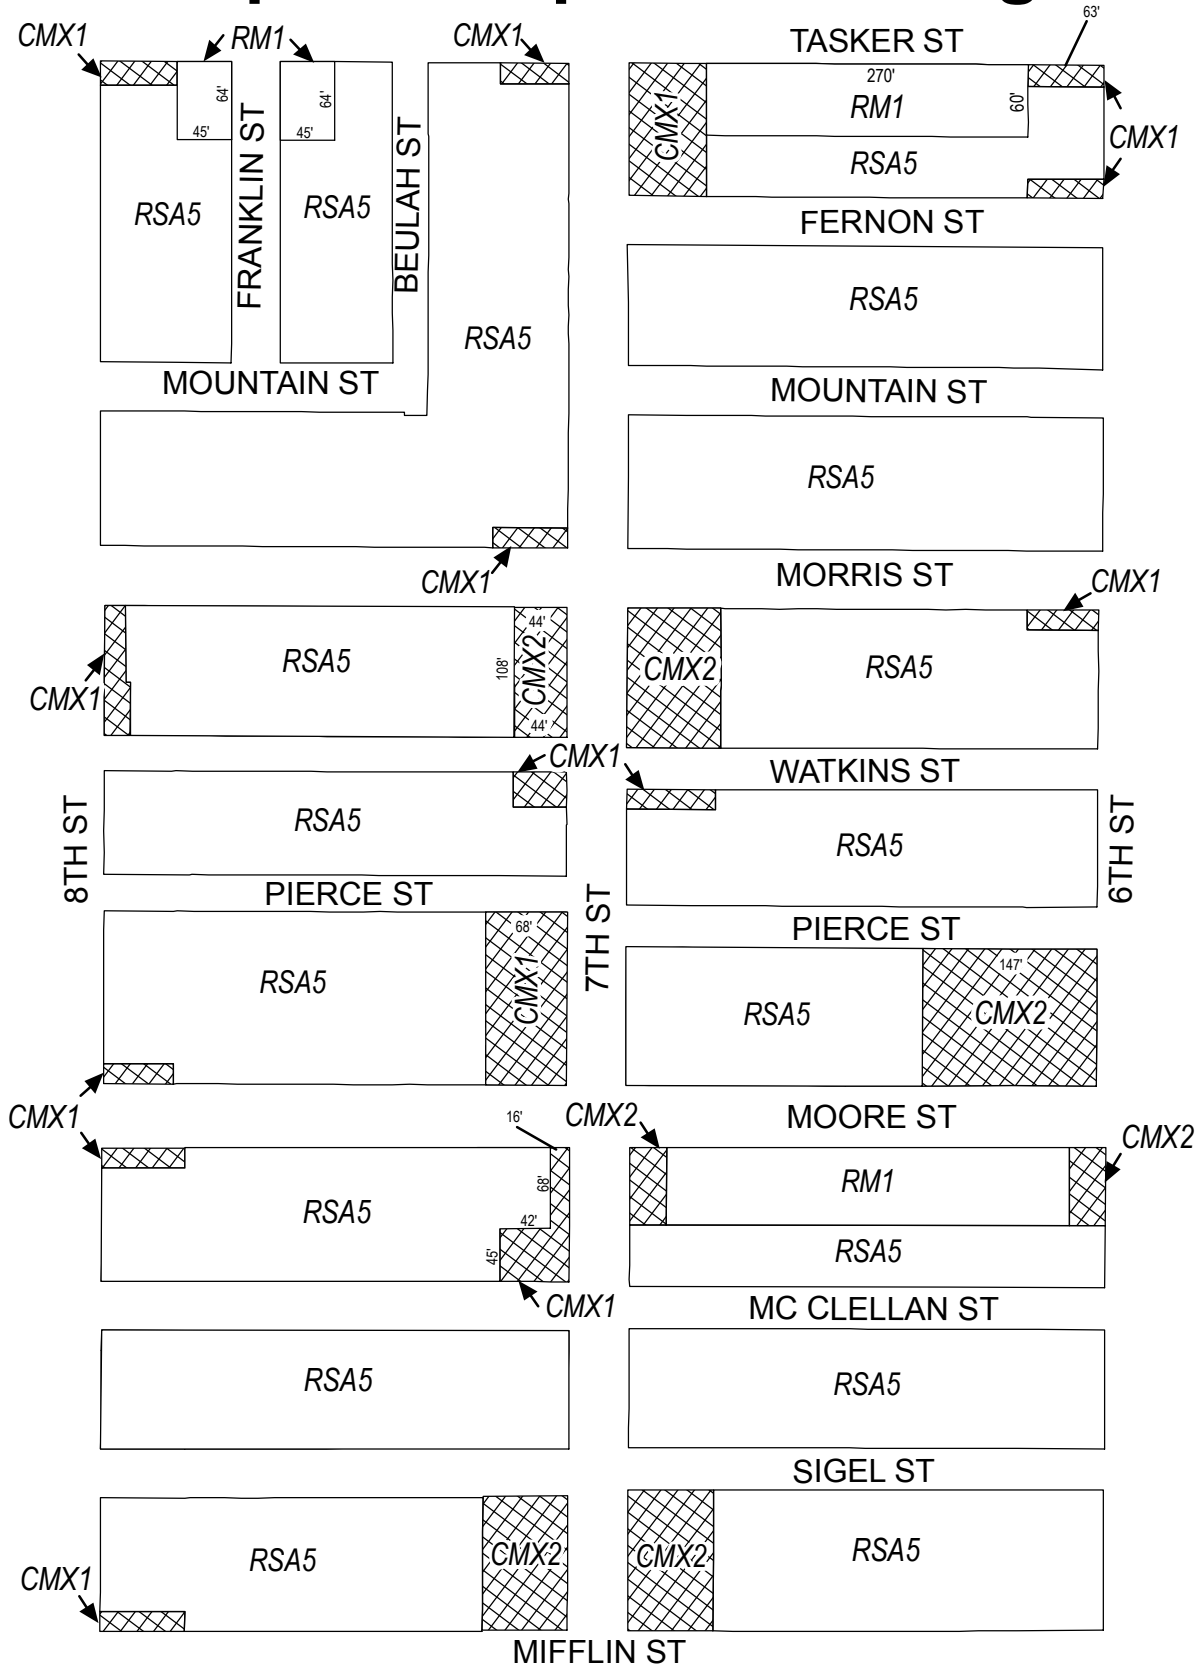 CMX1
RM1
CMX1
TASKER ST
63'
64'
45'
64'
45'
FRANKLIN ST
BEULAH ST
RSA5
RSA5
RSA5
CMX1
270'
RM1
60'
RSA5
CMX1
FERNON ST
RSA5
MOUNTAIN ST
MOUNTAIN ST
RSA5
CMX1
MORRIS ST
CMX1
CMX1
RSA5
44'
108'
CMX2
44'
CMX2
RSA5
CMX1
WATKINS ST
8TH ST
RSA5
RSA5
6TH ST
PIERCE ST
7TH ST
PIERCE ST
RSA5
68'
CMX1
RSA5
147'
CMX2
CMX1
16'
CMX2
MOORE ST
CMX2
RSA5
68'
42'
45'
CMX1
RM1
RSA5
MC CLELLAN ST
RSA5
RSA5
SIGEL ST
CMX1
RSA5
CMX2
CMX2
RSA5
MIFFLIN ST